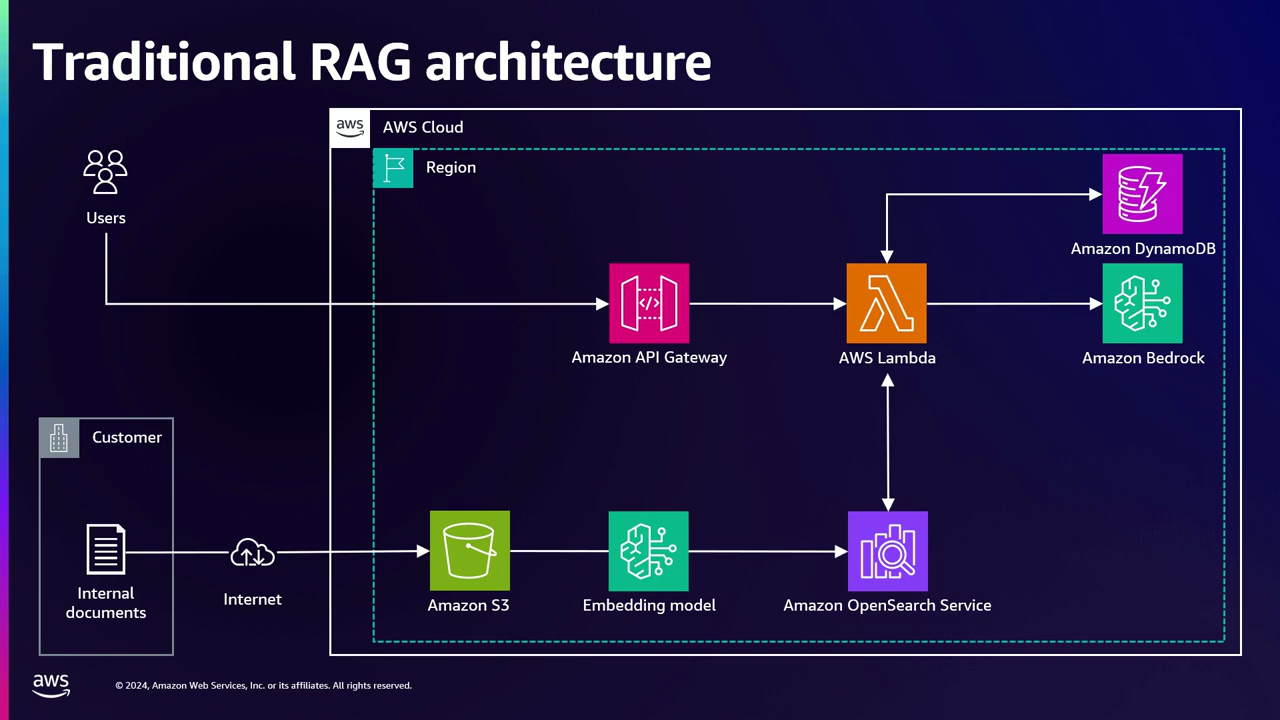 Traditional RAG architecture
aws
AWS Cloud
Region
Users
Amazon DynamoDB
</>
Amazon API Gateway
AWS Lambda
Amazon Bedrock
Customer
Internal
documents
Internet
Amazon S3
Embedding model
Amazon OpenSearch Service
aws
© 2024, Amazon Web Services, Inc. or its affiliates. All rights reserved.